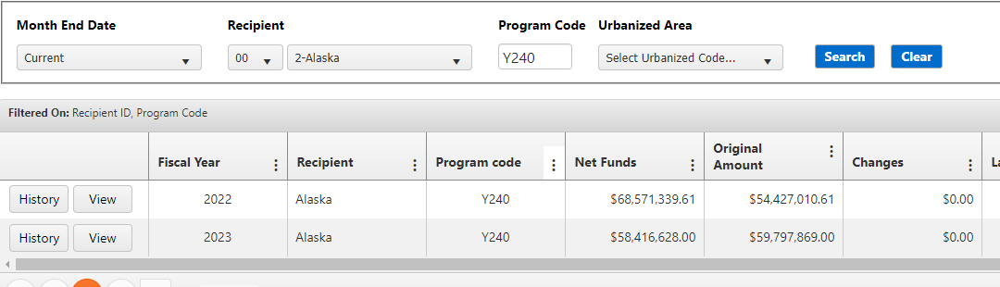 Month End Date Recipient Program Code Urbanized Area
Current 00 2-Alaska Y240 Select Urbanized Code... Search Clear
Filtered On: Recipient ID, Program Code
Fiscal Year Recipient Program code Net Funds Original Amount Changes La
History View 2022 Alaska Y240 $68,571,339.61 $54,427,010.61 $0.00
History View 2023 Alaska Y240 $58,416,628.00 $59,797,869.00 $0.00